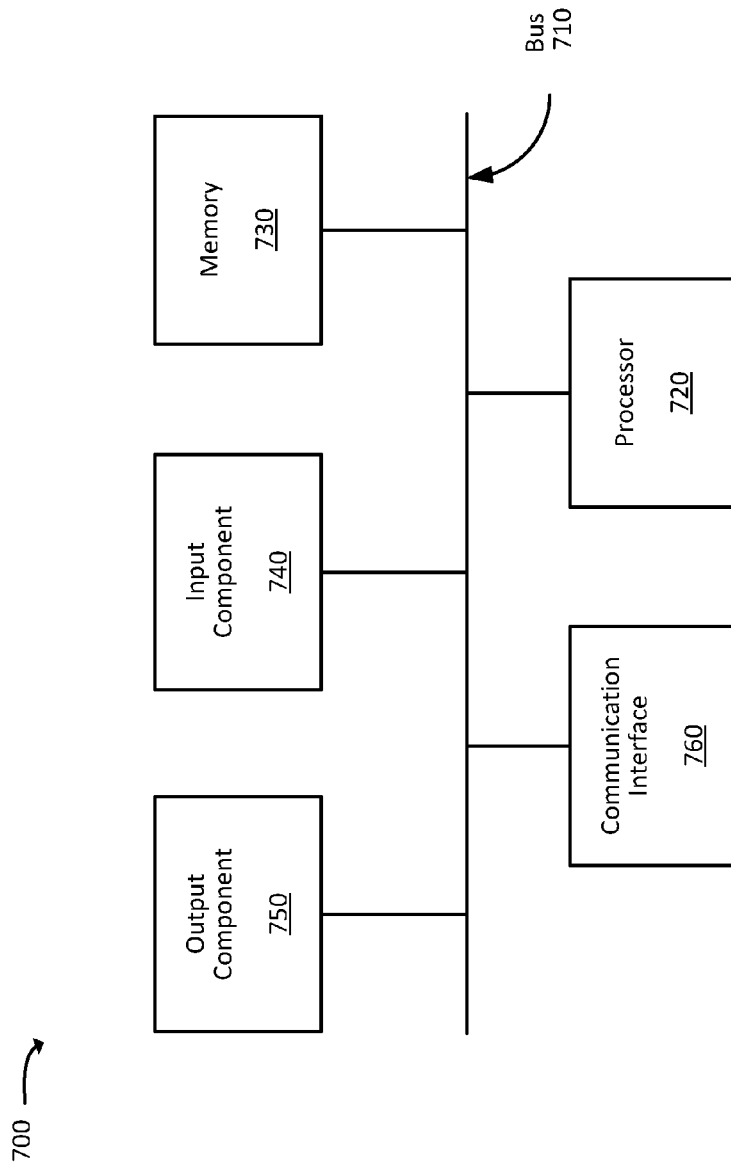 700
Output
Component
750
Input
Component
740
Memory
730
Communication
Interface
760
Processor
720
Bus
710